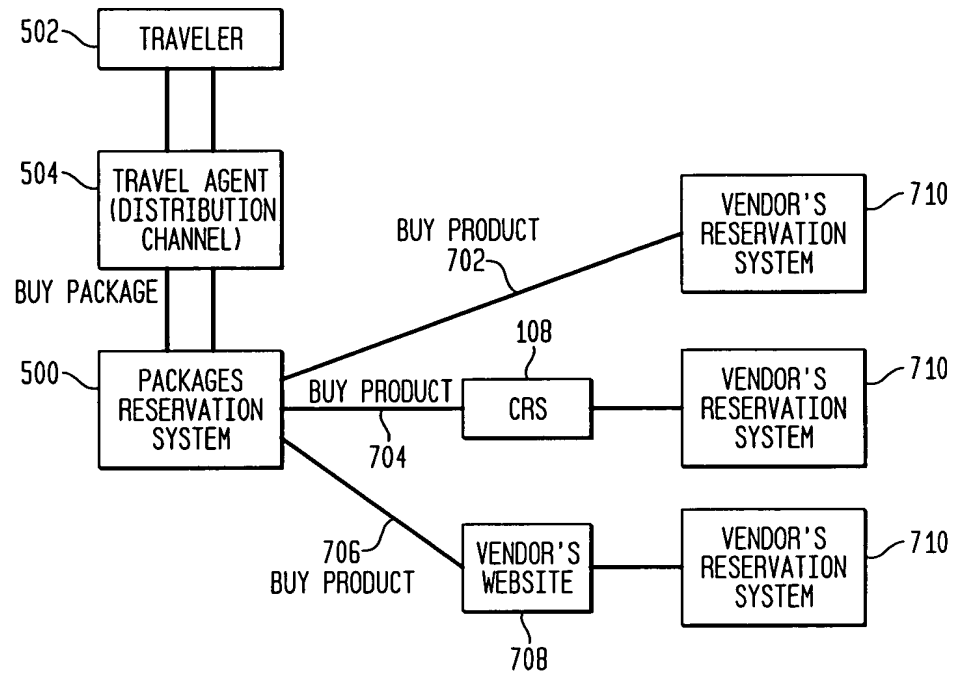 502
TRAVELER
504
TRAVEL AGENT
(DISTRIBUTION
CHANNEL)
BUY PACKAGE
500
PACKAGES
RESERVATION
SYSTEM
BUY PRODUCT
702
VENDOR'S
RESERVATION
SYSTEM
710
BUY PRODUCT
704
108
CRS
VENDOR'S
RESERVATION
SYSTEM
710
706
BUY PRODUCT
VENDOR'S
WEBSITE
708
VENDOR'S
RESERVATION
SYSTEM
710